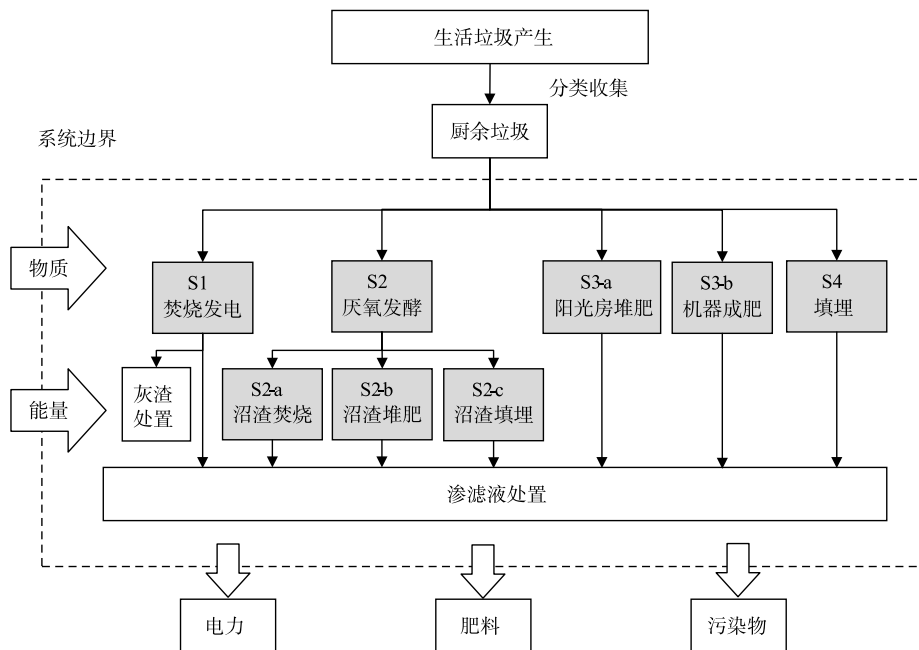 生活垃圾产生
分类收集
厨余垃圾
系统边界
物质
S1
焚烧发电
S2
厌氧发酵
S3-a
阳光房堆肥
S3-b
机器成肥
S4
填埋
能量
灰渣
处置
S2-a
沼渣焚烧
S2-b
沼渣堆肥
S2-c
沼渣填埋
渗滤液处置
电力
肥料
污染物